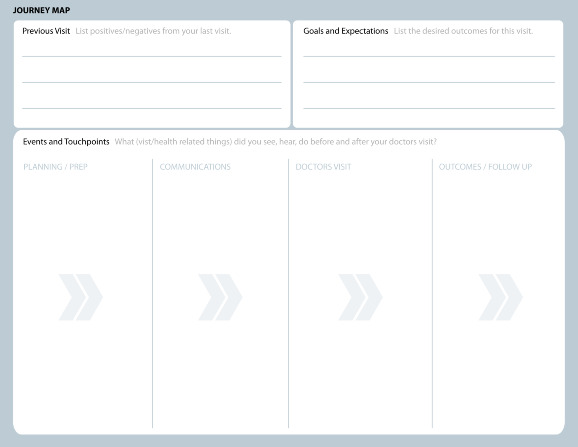 JOURNEY MAP
Previous Visit List positives/negatives from your last visit.
Goals and Expectations List the desired outcomes for this visit.
Events and Touchpoints What (vist/health related things) did you see, hear, do before and after your doctors visit?
PLANNING / PREP
COMMUNICATIONS
DOCTORS VISIT
OUTCOMES / FOLLOW UP